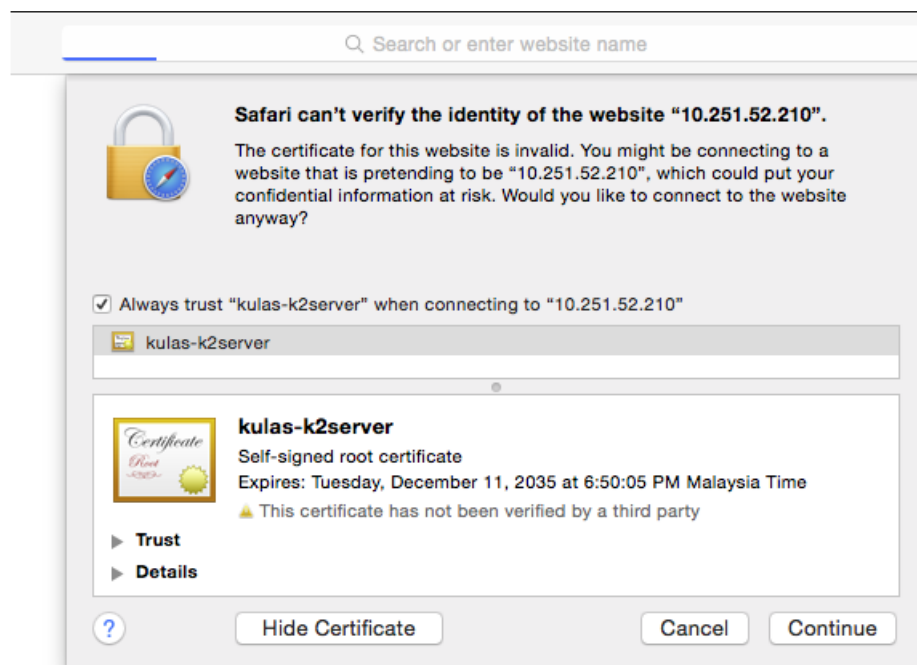 Search or enter website name
Safari can't verify the identity of the website “10.251.52.210”.
The certificate for this website is invalid. You might be connecting to a
website that is pretending to be “10.251.52.210”, which could put your
confidential information at risk. Would you like to connect to the website
anyway?
Always trust “kulas-k2server” when connecting to “10.251.52.210”
kulas-k2server
Certificate
Root
kulas-k2server
Self-signed root certificate
Expires: Tuesday, December 11, 2035 at 6:50:05 PM Malaysia Time
This certificate has not been verified by a third party
Trust
Details
? Hide Certificate Cancel Continue